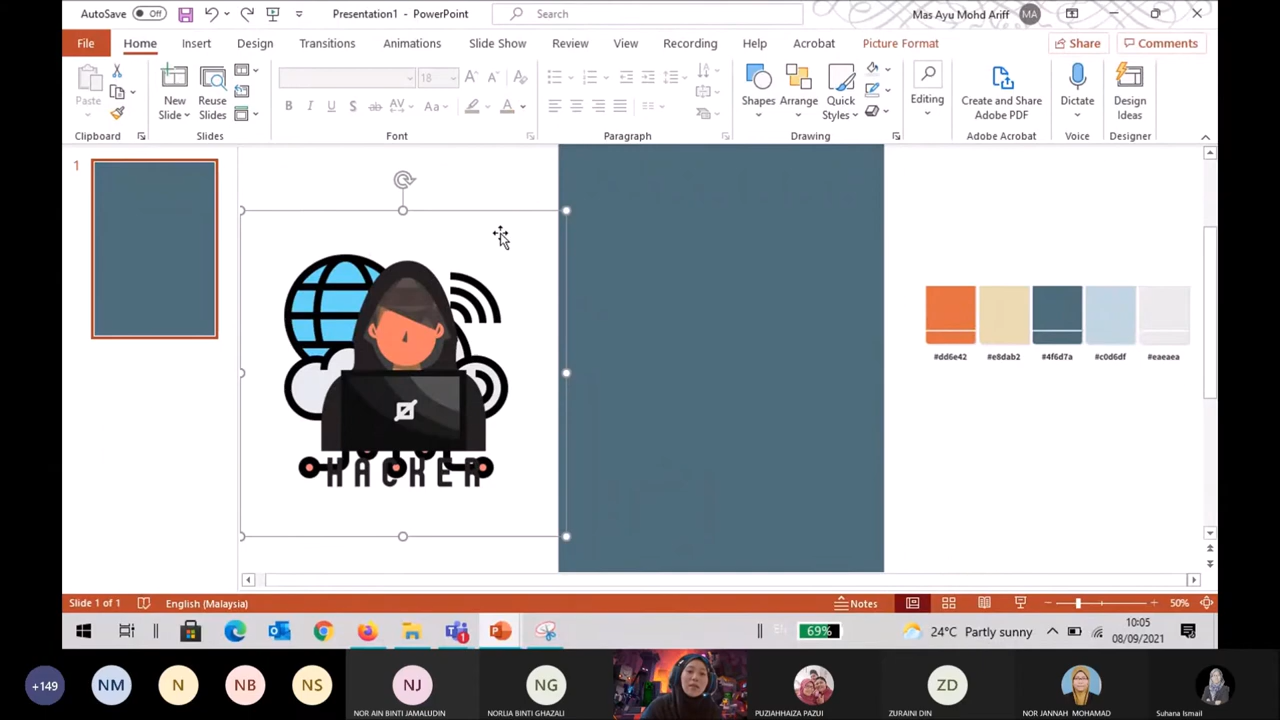 AutoSave Off Presentation1 - PowerPoint Search Mas Ayu Mohd Ariff MA
File Home Insert Design Transitions Animations Slide Show Review View Recording Help Acrobat Picture Format Share Comments
18
Paste New Slide Reuse Slides B I U S AV Aa A Shapes Arrange Quick Styles Editing Create and Share Adobe PDF Dictate Design Ideas
Clipboard Slides Font Paragraph Drawing Adobe Acrobat Voice Designer
1
HACKER
#dd6e42 #e8dab2 #4f6d7a #c0d6df #eaeaea
Slide 1 of 1 English (Malaysia) Notes 50%
69% 24°C Partly sunny 10:05
08/09/2021
+149 NM N NB NS NJ NG ZD
NOR AIN BINTI JAMALUDIN NORLIA BINTI GHAZALI PUZIAHHAIZA PAZUI ZURAINI DIN NOR JANNAH MOHAMAD Suhana Ismail